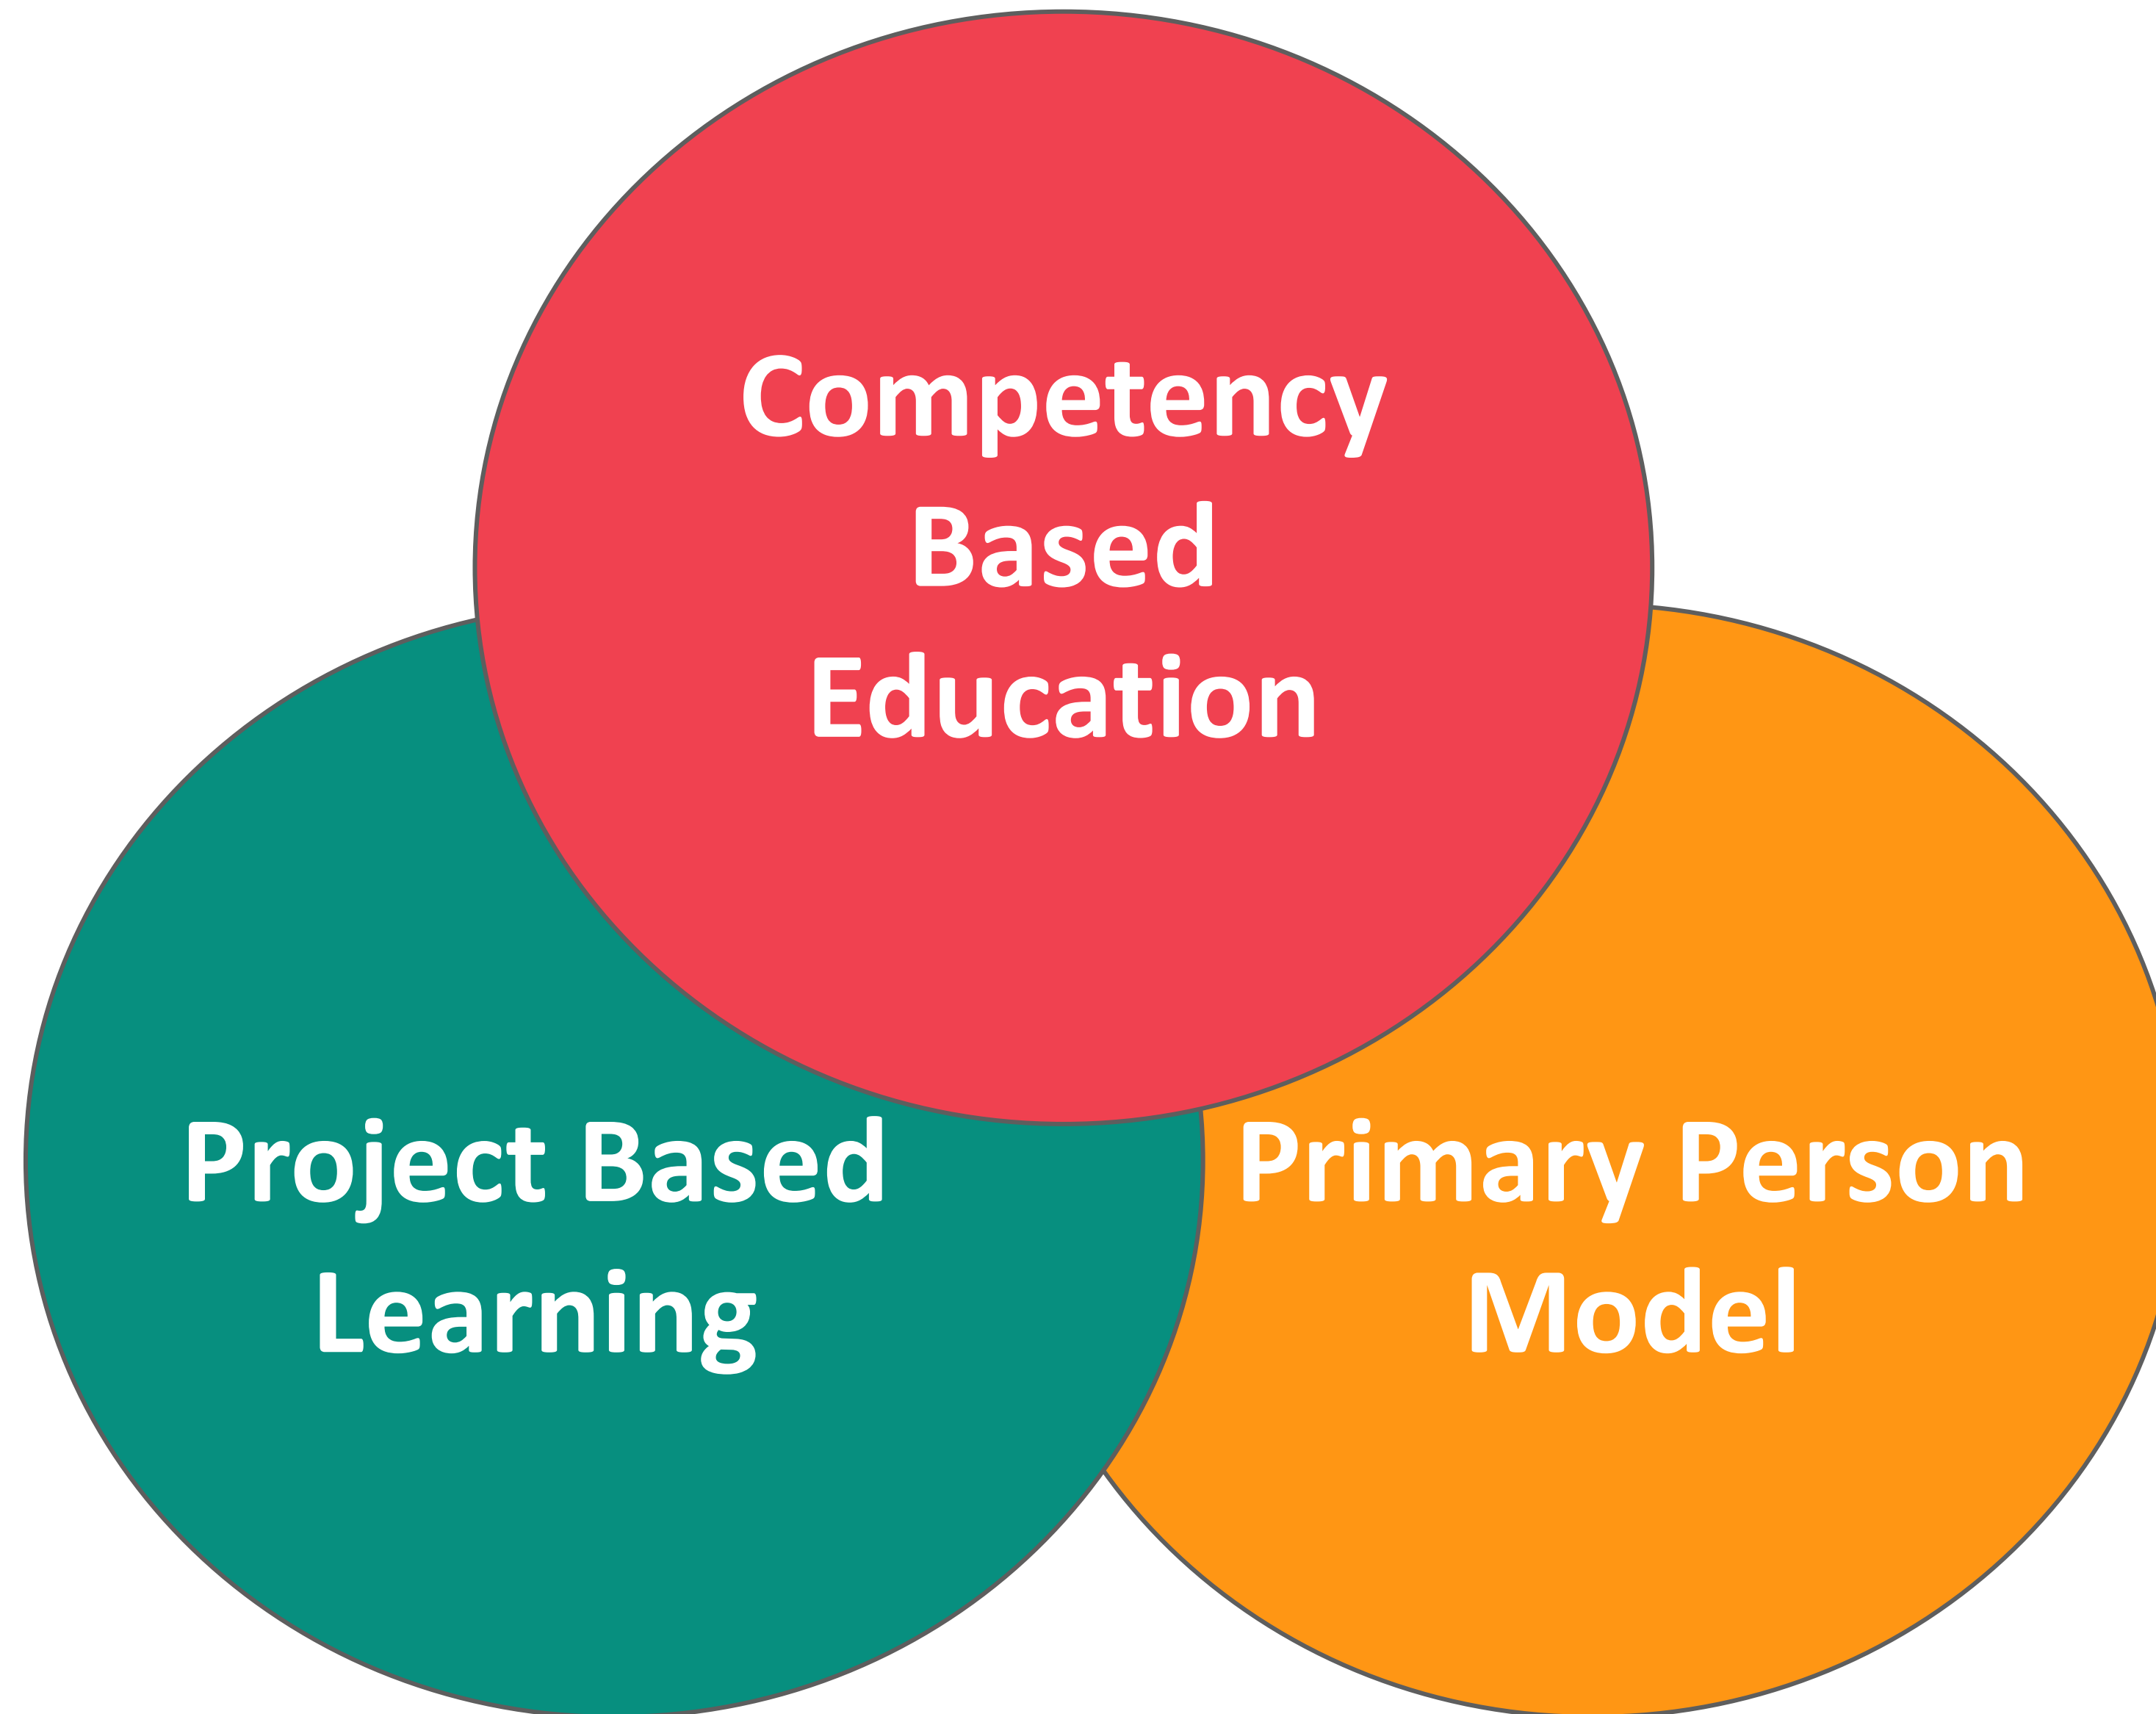 Competency
Based
Education
Project Based
Learning
Primary Person
Model